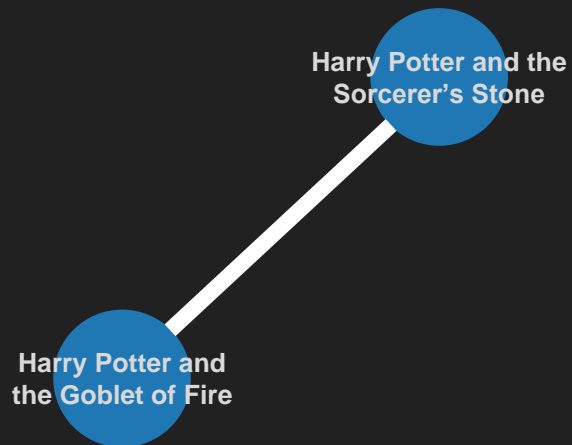 Harry Potter and the
Sorcerer’s Stone
Harry Potter and
the Goblet of Fire